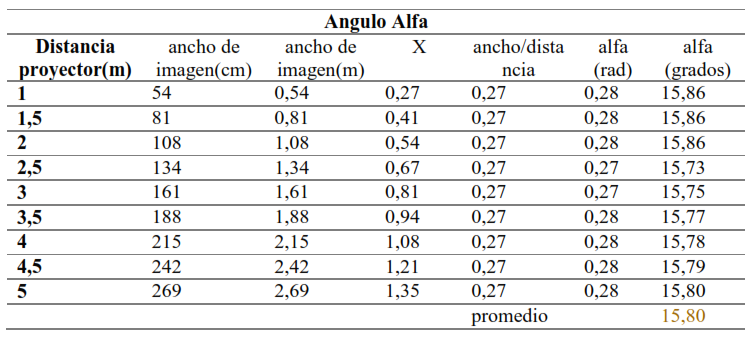 Angulo Alfa
Distancia proyector(m) ancho de imagen(cm) ancho de imagen(m) X ancho/dista ncia alfa (rad) alfa (grados)
1 54 0,54 0,27 0,27 0,28 15,86
1,5 81 0,81 0,41 0,27 0,28 15,86
2 108 1,08 0,54 0,27 0,28 15,86
2,5 134 1,34 0,67 0,27 0,27 15,73
3 161 1,61 0,81 0,27 0,27 15,75
3,5 188 1,88 0,94 0,27 0,28 15,77
4 215 2,15 1,08 0,27 0,28 15,78
4,5 242 2,42 1,21 0,27 0,28 15,79
5 269 2,69 1,35 0,27 0,28 15,80
promedio 15,80